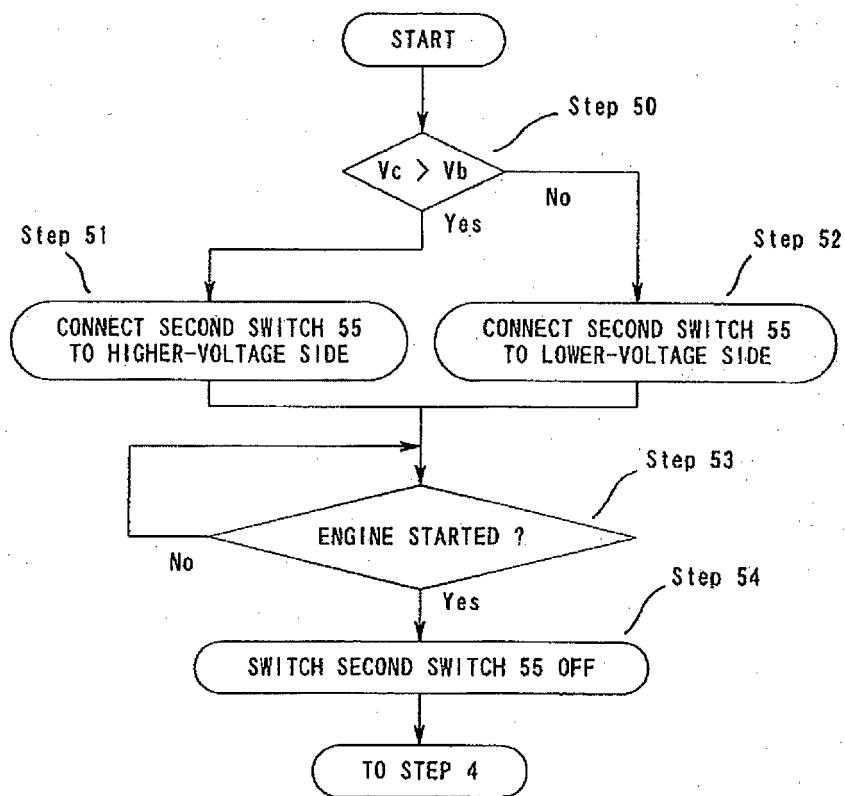 START
Step 50
Vc > Vb
No
Yes
Step 51
Step 52
CONNECT SECOND SWITCH 55
TO HIGHER-VOLTAGE SIDE
CONNECT SECOND SWITCH 55
TO LOWER-VOLTAGE SIDE
Step 53
ENGINE STARTED ?
No
Yes
Step 54
SWITCH SECOND SWITCH 55 OFF
TO STEP 4